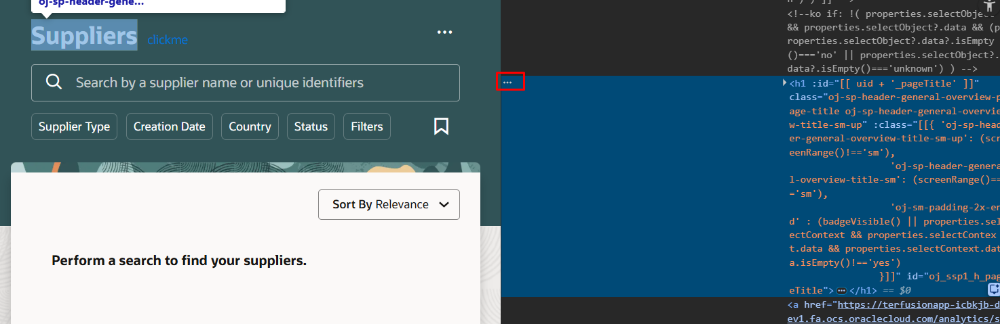 oj-sp-header-gene...
Suppliers clickme
Search by a supplier name or unique identifiers
Supplier Type Creation Date Country Status Filters
Sort By Relevance
Perform a search to find your suppliers.
<!--ko if: !( properties.selectObject
&& properties.selectObject?.data && (p
roperties.selectObject?.data?.isEmpty
()==='no' || properties.selectObject?.
data?.isEmpty()==='unknown') ) -->
<h1 :id="[[ uid + '_pageTitle' ]]"
class="oj-sp-header-general-overview-p
age-title oj-sp-header-general-overvie
w-title-sm-up" :class="[[{ 'oj-sp-head
er-general-overview-title-sm-up': (scr
eenRange()!=='sm'),
'oj-sp-header-genera
l-overview-title-sm': (screenRange()==
='sm'),
'oj-sm-padding-2x-en
d' : (badgeVisible() || properties.sel
ectContext && properties.selectContex
t.data && properties.selectContext.dat
a.isEmpty()!=='yes')
}]]" id="oj_ssp1_h_pag
eTitle">…</h1> == $0
<a href="https://terfusionapp-icbkjb-d
ev1.fa.ocs.oraclecloud.com/analytics/s